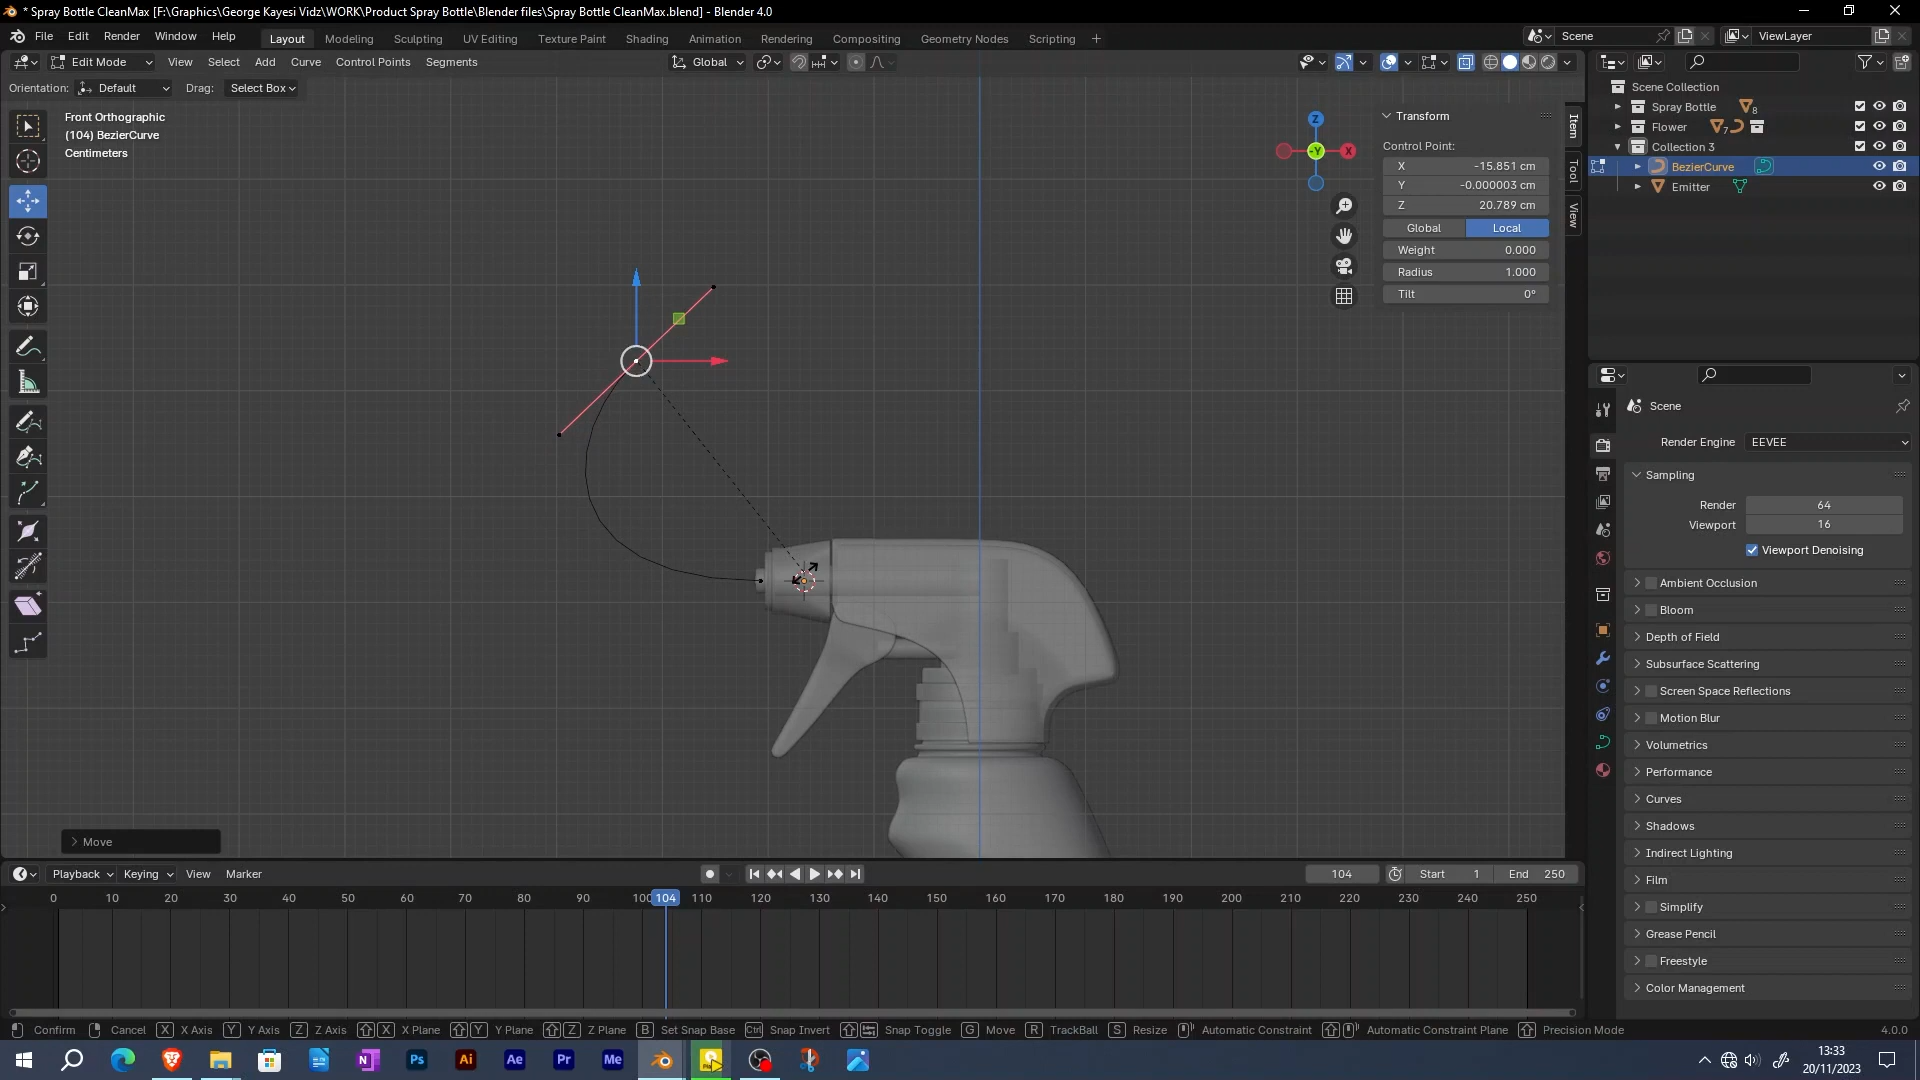 * Spray Bottle CleanMax [F:\Graphics\George Kayesi Vidz\WORK\Product Spray Bottle\Blender files\Spray Bottle CleanMax.blend] - Blender 4.0
File Edit Render Window Help Layout Modeling Sculpting UV Editing Texture Paint Shading Animation Rendering Compositing Geometry Nodes Scripting + Scene ViewLayer
Edit Mode View Select Add Curve Control Points Segments Global
Orientation: Default Drag: Select Box
Front Orthographic
(104) BezierCurve
Centimeters
Z
-Y
X
Transform
Control Point:
X -15.851 cm
Y -0.000003 cm
Z 20.789 cm
Global Local
Weight 0.000
Radius 1.000
Tilt 0°
Item
Tool
View
Scene Collection
Spray Bottle 8
Flower 7
Collection 3
BezierCurve
Emitter
Scene
Render Engine EEVEE
Sampling
Render 64
Viewport 16
Viewport Denoising
Ambient Occlusion
Bloom
Depth of Field
Subsurface Scattering
Screen Space Reflections
Motion Blur
Volumetrics
Performance
Curves
Shadows
Indirect Lighting
Film
Simplify
Grease Pencil
Freestyle
Color Management
Move
Playback Keying View Marker 104 Start 1 End 250
0 10 20 30 40 50 60 70 80 90 100 104 110 120 130 140 150 160 170 180 190 200 210 220 230 240 250
Confirm Cancel X X Axis Y Y Axis Z Z Axis X X Plane Y Y Plane Z Z Plane B Set Snap Base Ctrl Snap Invert Snap Toggle G Move R TrackBall S Resize Automatic Constraint Automatic Constraint Plane Precision Mode 4.0.0
N Ps Ai Ae Pr Me
13:33
20/11/2023